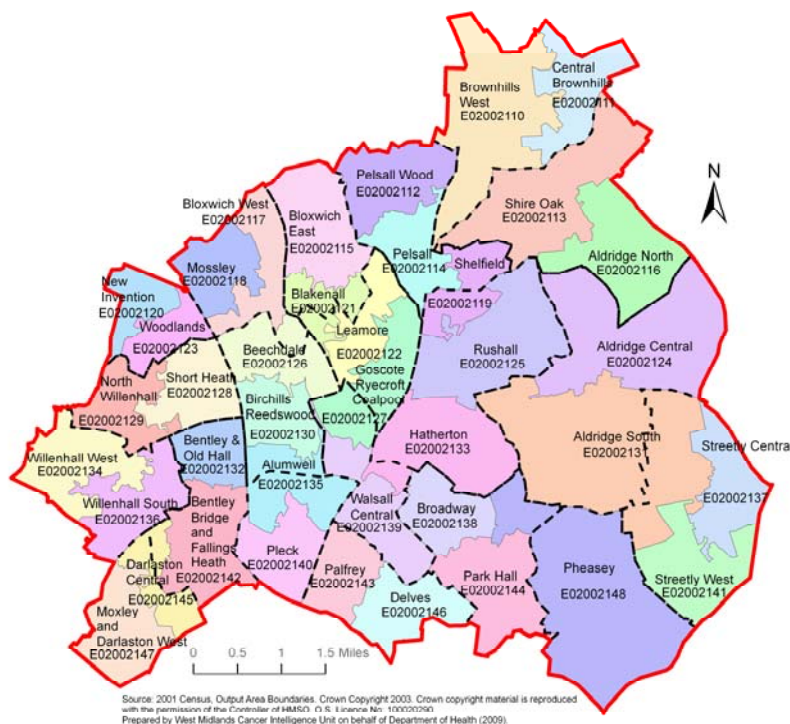 Central
Brownhills
E02002111
Brownhills
West
E02002110
N
Pelsall Wood
E02002112
Bloxwich West
E02002117
Bloxwich
East
E02002115
Shire Oak
E02002113
Pelsall
E02002114
Shelfield
Aldridge North
E02002116
Mossley
E02002118
New
Invention
E02002120
Woodlands
E02002123
Blakenall
E02002121
E02002119
Leamore
E02002122
Rushall
E02002125
Aldridge Central
E02002124
Beechdale
E02002126
Goscote
Ryecroft
Coalpool
E02002127
North
Willenhall
E02002129
Short Heath
E02002128
Birchills
Reedswood
E02002130
Hatherton
E02002133
Aldridge South
E0200213
Streetly Central
E02002137
Willenhall West
E02002134
Bentley &
Old Hall
E02002132
Alumwell
E02002135
Willenhall South
E02002136
Bentley
Bridge
and
Fallings
Heath
E02002142
Walsall
Central
E02002139
Broadway
E02002138
Pleck
E02002140
Palfrey
E02002143
Park Hall
E02002144
Pheasey
E02002148
Streetly West
E02002141
Darlaston
Central
E02002145
Delves
E02002146
Moxley
and
Darlaston West
E02002147
0 0.5 1 1.5 Miles
Source: 2001 Census, Output Area Boundaries. Crown Copyright 2003. Crown copyright material is reproduced
with the permission of the Controller of HMSO. O.S. Licence No: 100020290
Prepared by West Midlands Cancer Intelligence Unit on behalf of Department of Health (2009).